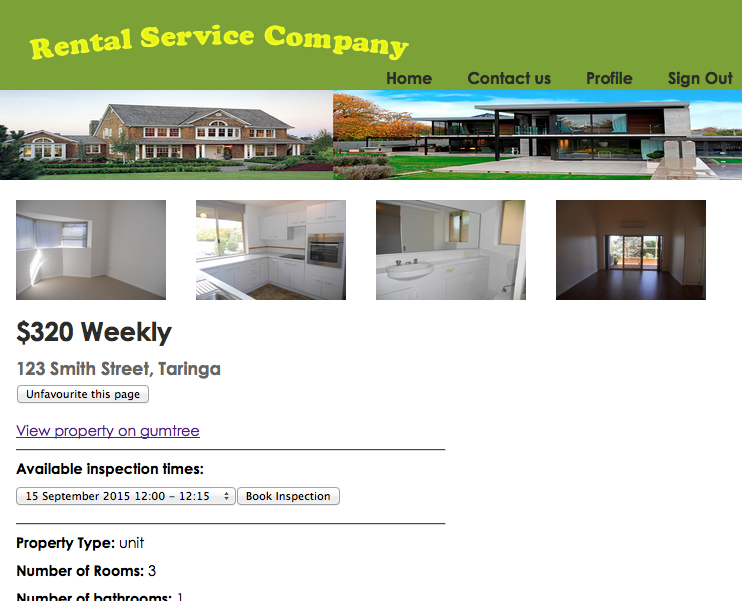 Rental Service Company
Home Contact us Profile Sign Out
$320 Weekly
123 Smith Street, Taringa
Unfavourite this page
View property on gumtree
Available inspection times:
15 September 2015 12:00 - 12:15 Book Inspection
Property Type: unit
Number of Rooms: 3
Number of bathrooms: 1